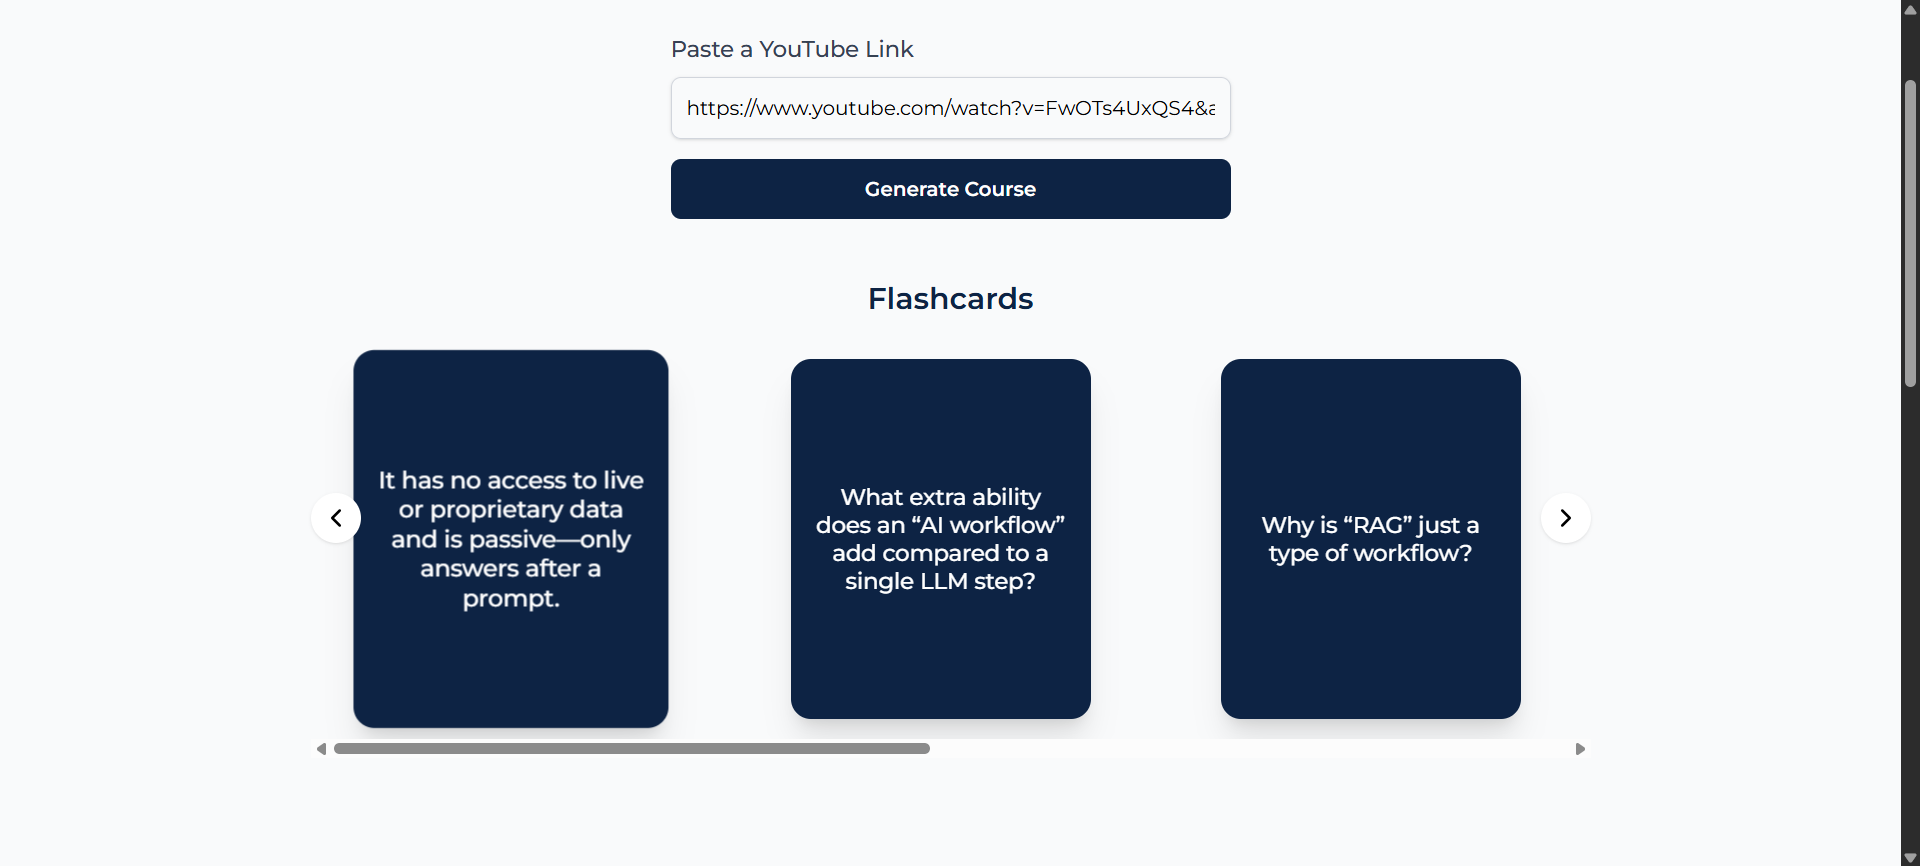 Paste a YouTube Link
https://www.youtube.com/watch?v=FwOTs4UxQS4&a
Generate Course
Flashcards
It has no access to live
or proprietary data
and is passive—only
answers after a
prompt.
What extra ability
does an “AI workflow”
add compared to a
single LLM step?
Why is “RAG” just a
type of workflow?